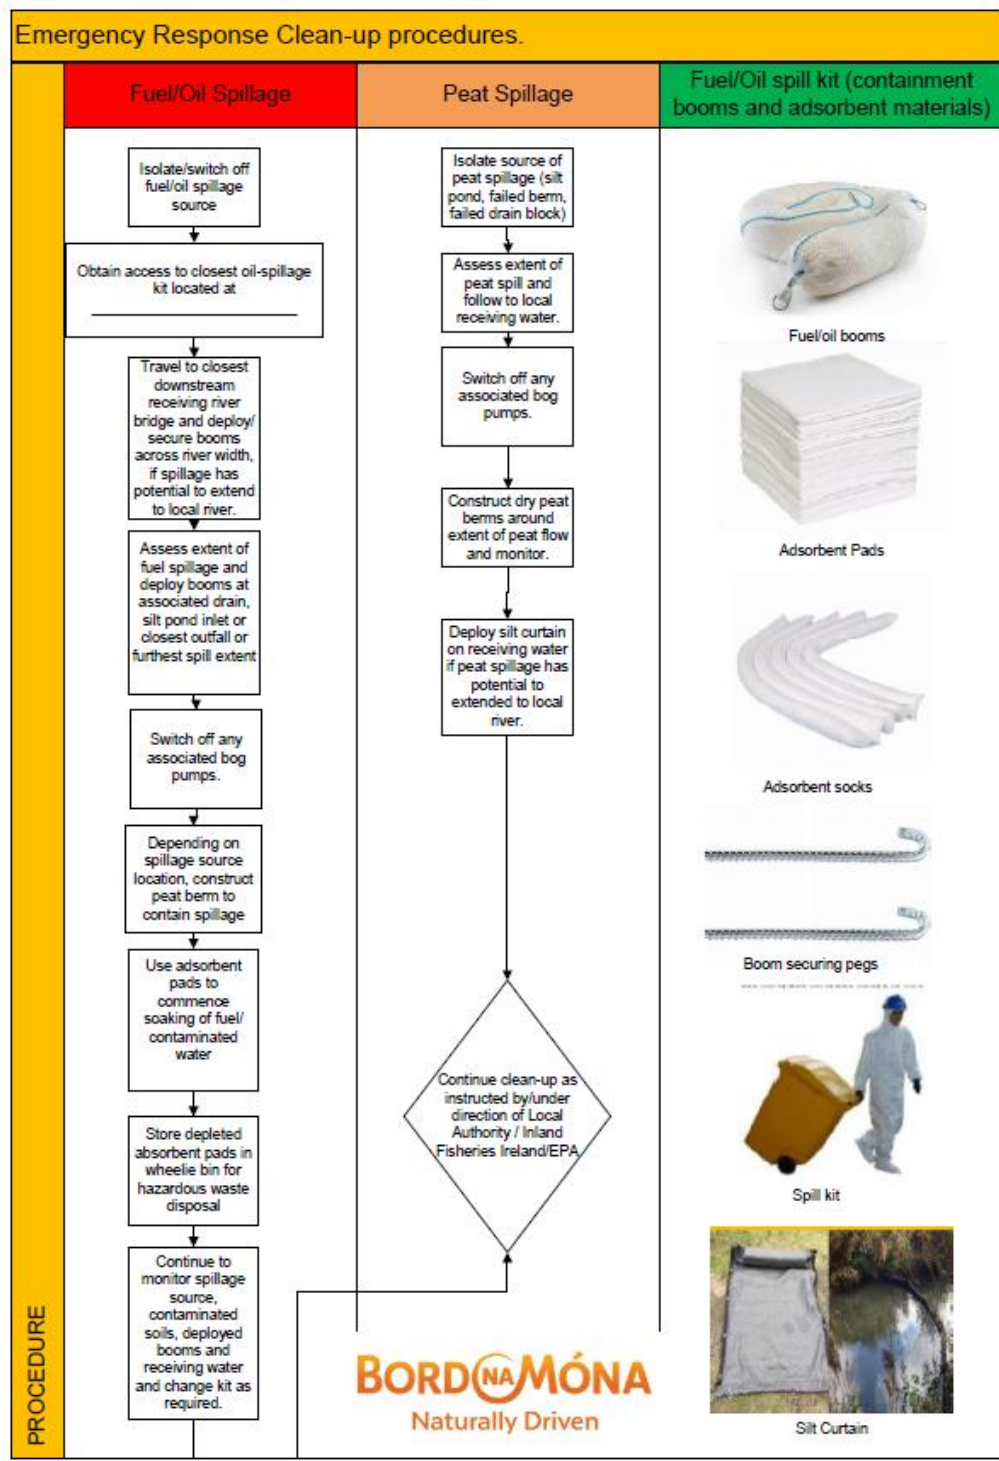 Emergency Response Clean-up procedures.
PROCEDURE
Fuel/Oil Spillage
Isolate/switch off
fuel/oil spillage
source
Obtain access to closest oil-spillage
kit located at
Travel to closest
downstream
receiving river
bridge and deploy/
secure booms
across river width,
if spillage has
potential to extend
to local river.
Assess extent of
fuel spillage and
deploy booms at
associated drain,
silt pond inlet or
closest outfall or
furthest spill extent
Switch off any
associated bog
pumps.
Depending on
spillage source
location, construct
peat berm to
contain spillage
Use adsorbent
pads to
commence
soaking of fuel/
contaminated
water
Store depleted
absorbent pads in
wheelie bin for
hazardous waste
disposal
Continue to
monitor spillage
source,
contaminated
soils, deployed
booms and
receiving water
and change kit as
required.
Peat Spillage
Isolate source of
peat spillage (silt
pond, failed berm,
failed drain block)
Assess extent of
peat spill and
follow to local
receiving water.
Switch off any
associated bog
pumps.
Construct dry peat
berms around
extent of peat flow
and monitor.
Deploy silt curtain
on receiving water
if peat spillage has
potential to
extended to local
river.
Continue clean-up as
instructed by/under
direction of Local
Authority / Inland
Fisheries Ireland/EPA
BORD NA MÓNA
Naturally Driven
Fuel/Oil spill kit (containment
booms and adsorbent materials)
Fuel/oil booms
Adsorbent Pads
Adsorbent socks
Boom securing pegs
Spill kit
Silt Curtain